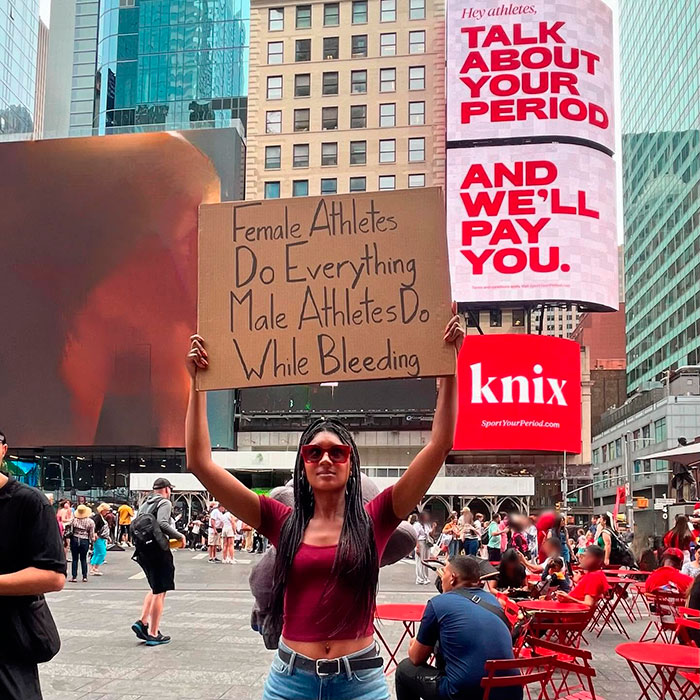 Hey athletes,
TALK
ABOUT
YOUR
PERIOD
AND
WE'LL
PAY
YOU.
Female Athletes
Do Everything
Male Athletes Do
While Bleeding
knix
SportYourPeriod.com